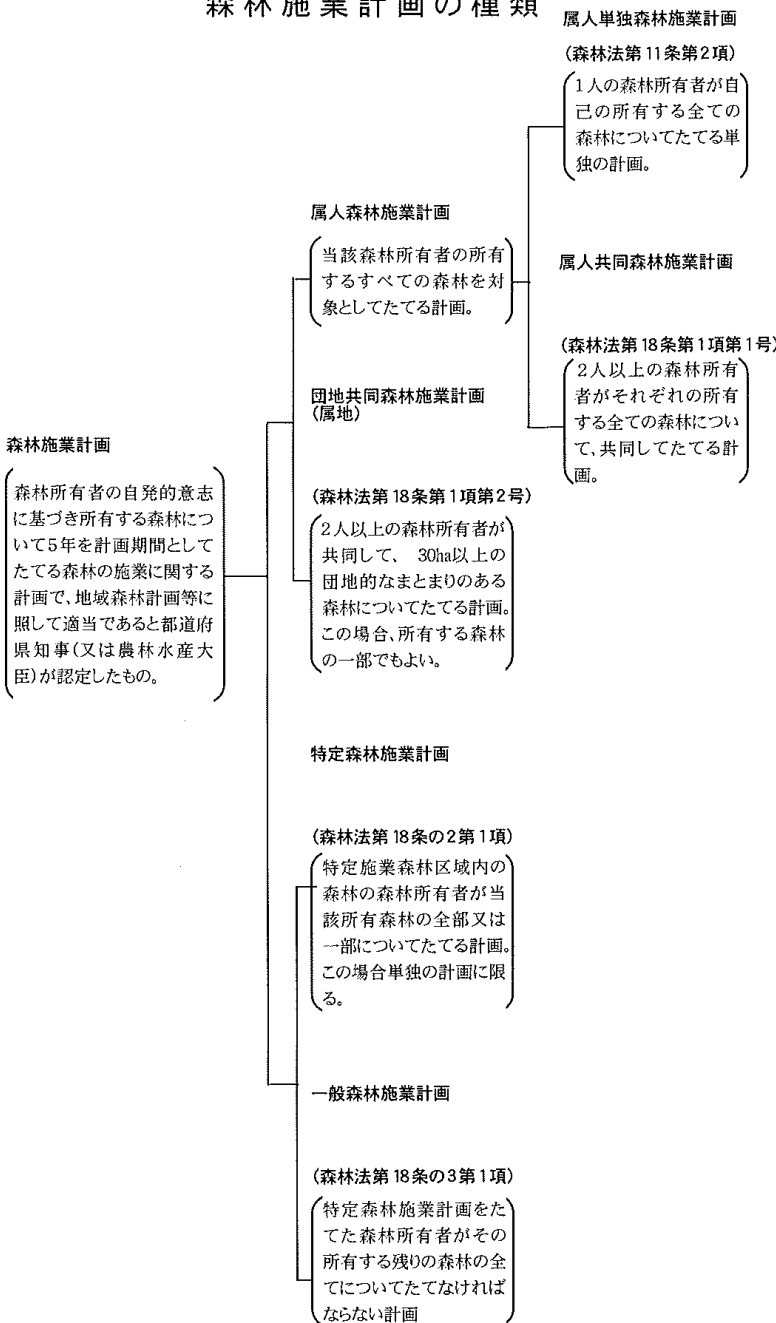 森林施業計画の種類
属人単独森林施業計画
(森林法第11条第2項)
1人の森林所有者が自
己の所有する全ての
森林についてたてる単
独の計画。
属人森林施業計画
当該森林所有者の所有
するすべての森林を対
象としてたてる計画。
属人共同森林施業計画
(森林法第18条第1項第1号)
2人以上の森林所有
者がそれぞれの所有
する全ての森林につい
て、共同してたてる計
画。
団地共同森林施業計画
(属地)
(森林法第18条第1項第2号)
2人以上の森林所有者が
共同して、 30ha以上の
団地的なまとまりのある
森林についてたてる計画。
この場合、所有する森林
の一部でもよい。
森林施業計画
森林所有者の自発的意志
に基づき所有する森林につ
いて5年を計画期間として
たてる森林の施業に関する
計画で、地域森林計画等に
照して適当であると都道府
県知事(又は農林水産大
臣)が認定したもの。
特定森林施業計画
(森林法第18条の2第1項)
特定施業森林区域内の
森林の森林所有者が当
該所有森林の全部又は
一部についてたてる計画。
この場合単独の計画に限
る。
一般森林施業計画
(森林法第18条の3第1項)
特定森林施業計画をた
てた森林所有者がその
所有する残りの森林の全
てについてたてなければ
ならない計画